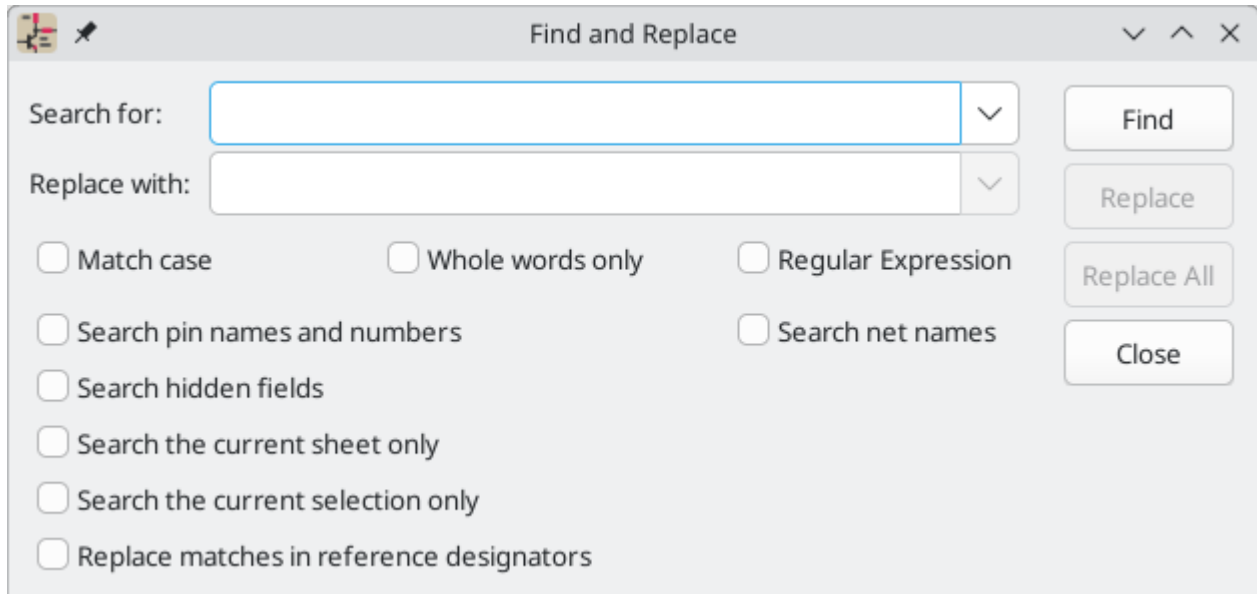 Find and Replace
Search for:
Find
Replace with:
Replace
Match case
Whole words only
Regular Expression
Replace All
Search pin names and numbers
Search net names
Close
Search hidden fields
Search the current sheet only
Search the current selection only
Replace matches in reference designators